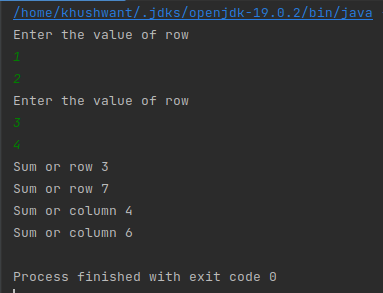 /home/khushwant/.jdks/openjdk-19.0.2/bin/java
Enter the value of row
1
2
Enter the value of row
3
4
Sum or row 3
Sum or row 7
Sum or column 4
Sum or column 6
Process finished with exit code 0